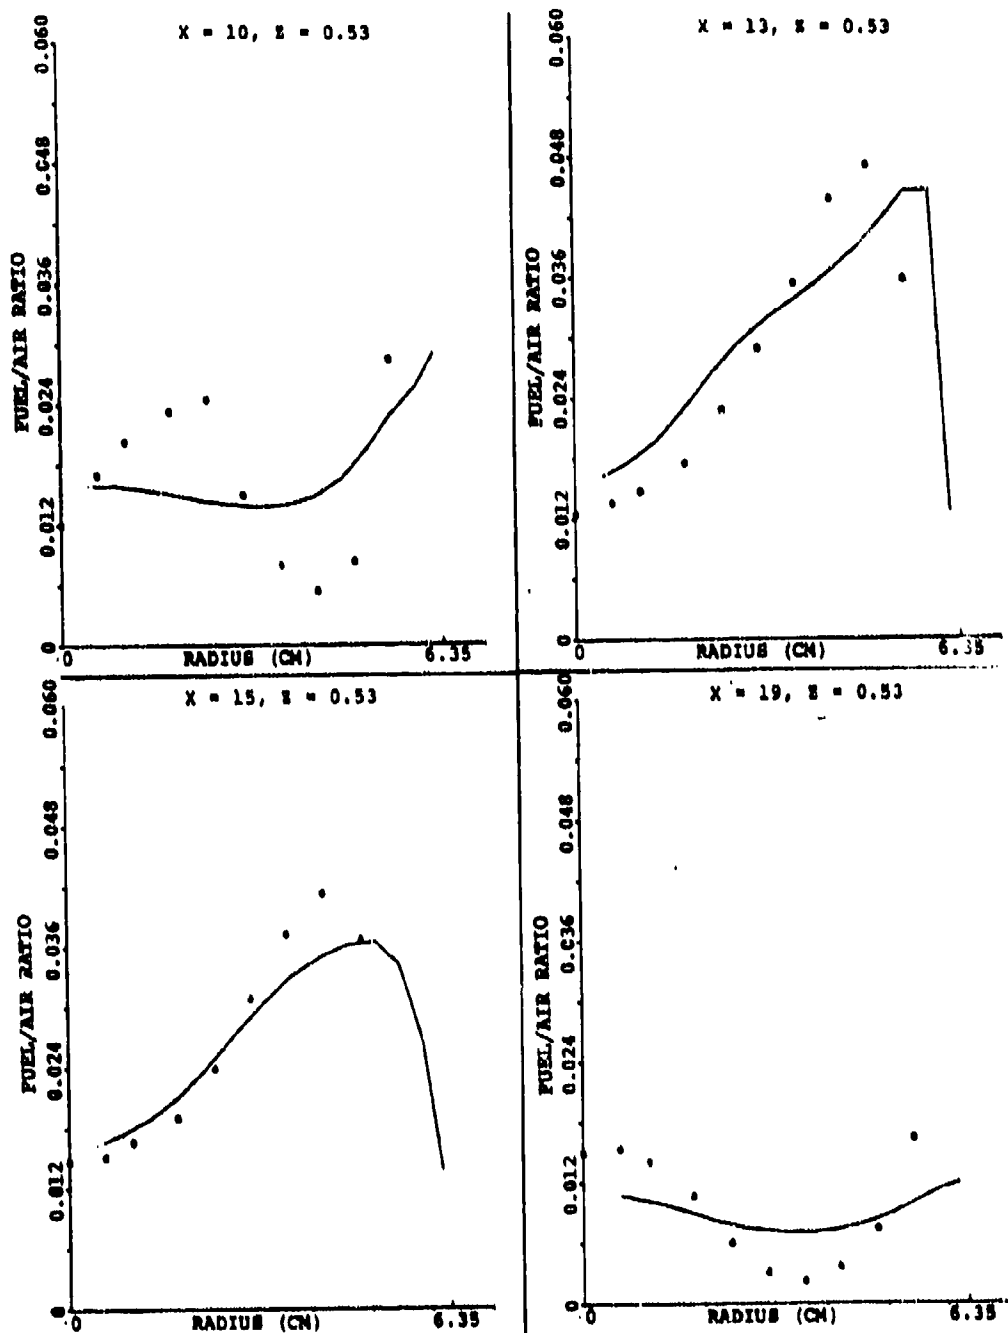 X = 10, Z = 0.53
0.060
0.048
0.036
0.024
0.012
0
FUEL/AIR RATIO
0
RADIUS (CM)
6.35
X = 13, Z = 0.53
0.060
0.048
0.036
0.024
0.012
0
FUEL/AIR RATIO
0
RADIUS (CM)
6.35
X = 15, Z = 0.53
0.060
0.048
0.036
0.024
0.012
0
FUEL/AIR RATIO
0
RADIUS (CM)
6.35
X = 19, Z = 0.53
0.060
0.048
0.036
0.024
0.012
0
FUEL/AIR RATIO
0
RADIUS (CM)
6.35